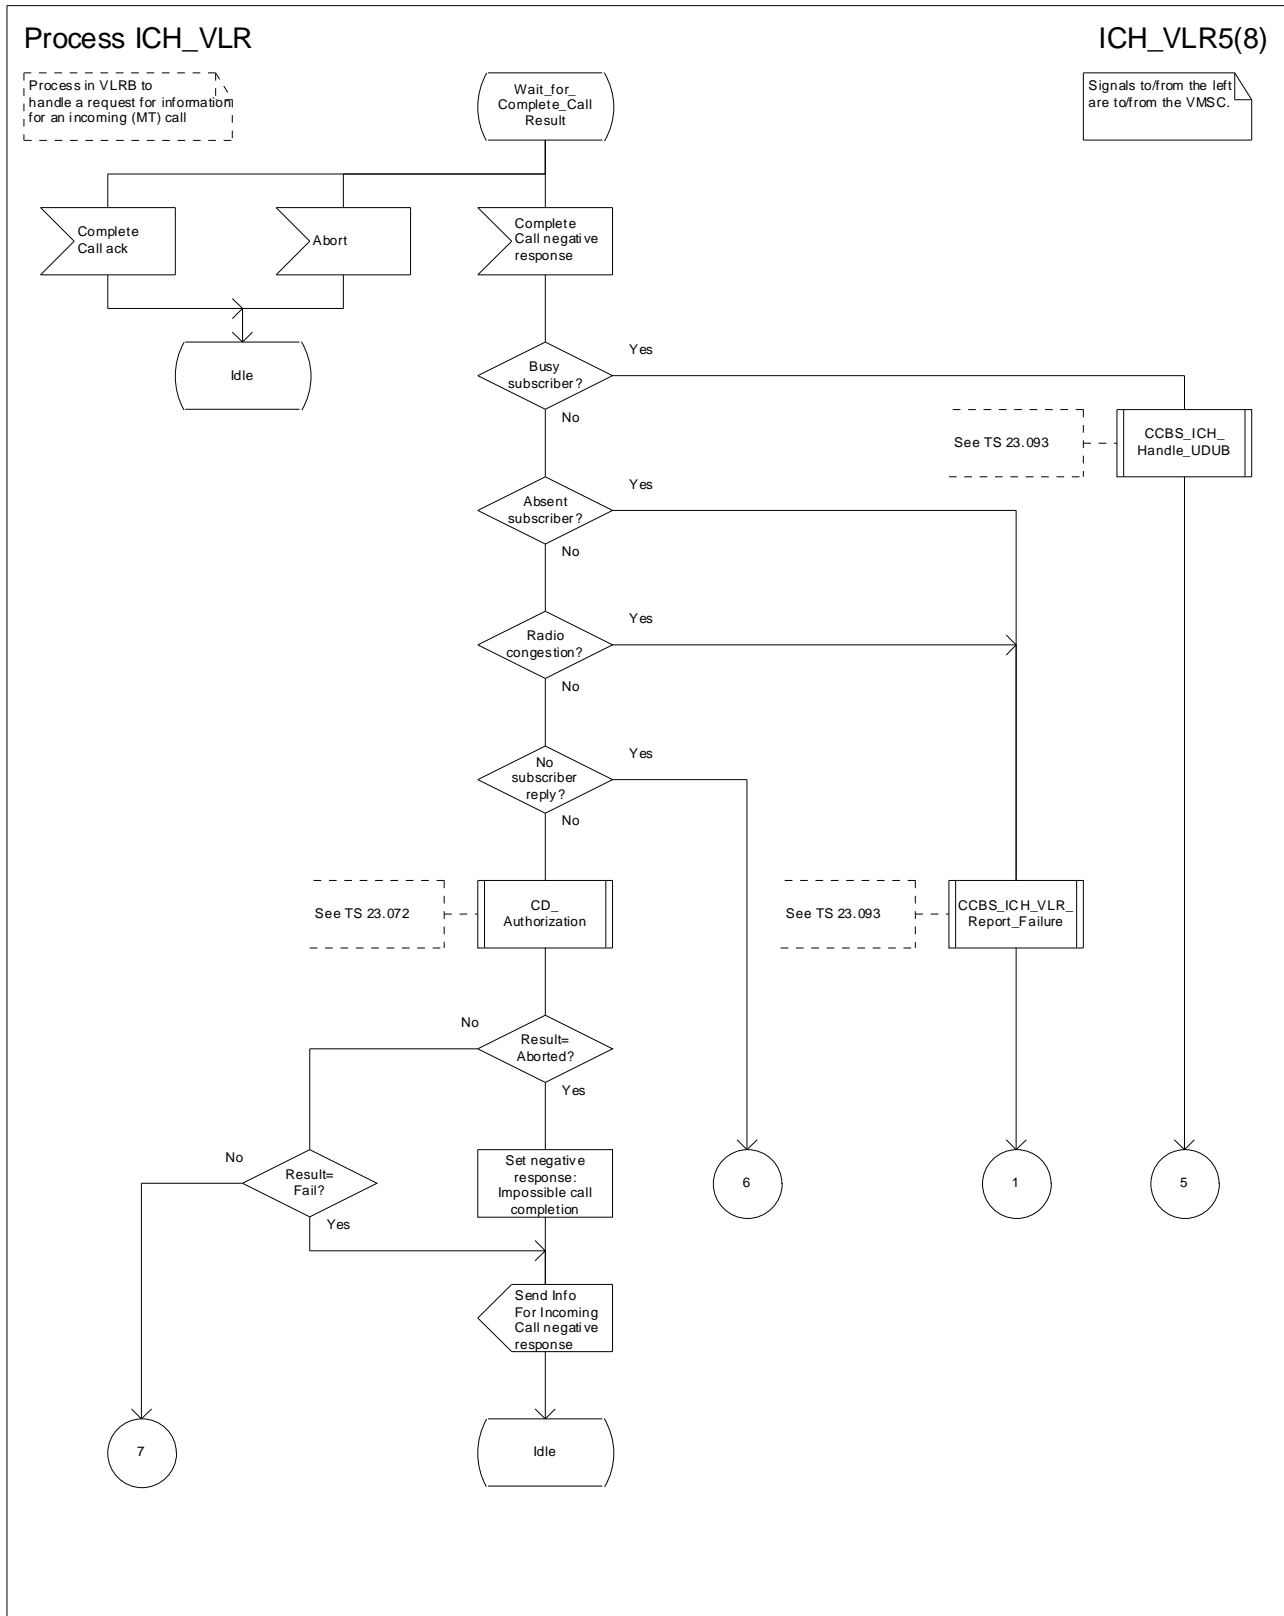 Process ICH_VLR
ICH_VLR5(8)
Process in VLRB to
handle a request for information
for an incoming (MT) call
Wait_for_
Complete_Call
Result
Signals to/from the left
are to/from the VMSC.
Complete
Call ack
Abort
Complete
Call negative
response
Idle
Busy
subscriber?
Yes
No
See TS 23.093
CCBS_ICH_
Handle_UDUB
Absent
subscriber?
Yes
No
Radio
congestion?
Yes
No
No
subscriber
reply?
Yes
No
See TS 23.072
CD_
Authorization
See TS 23.093
CCBS_ICH_VLR_
Report_Failure
No
Result=
Aborted?
Yes
No
Result=
Fail?
Yes
Set negative
response:
Impossible call
completion
6
1
5
Send Info
For Incoming
Call negative
response
7
Idle